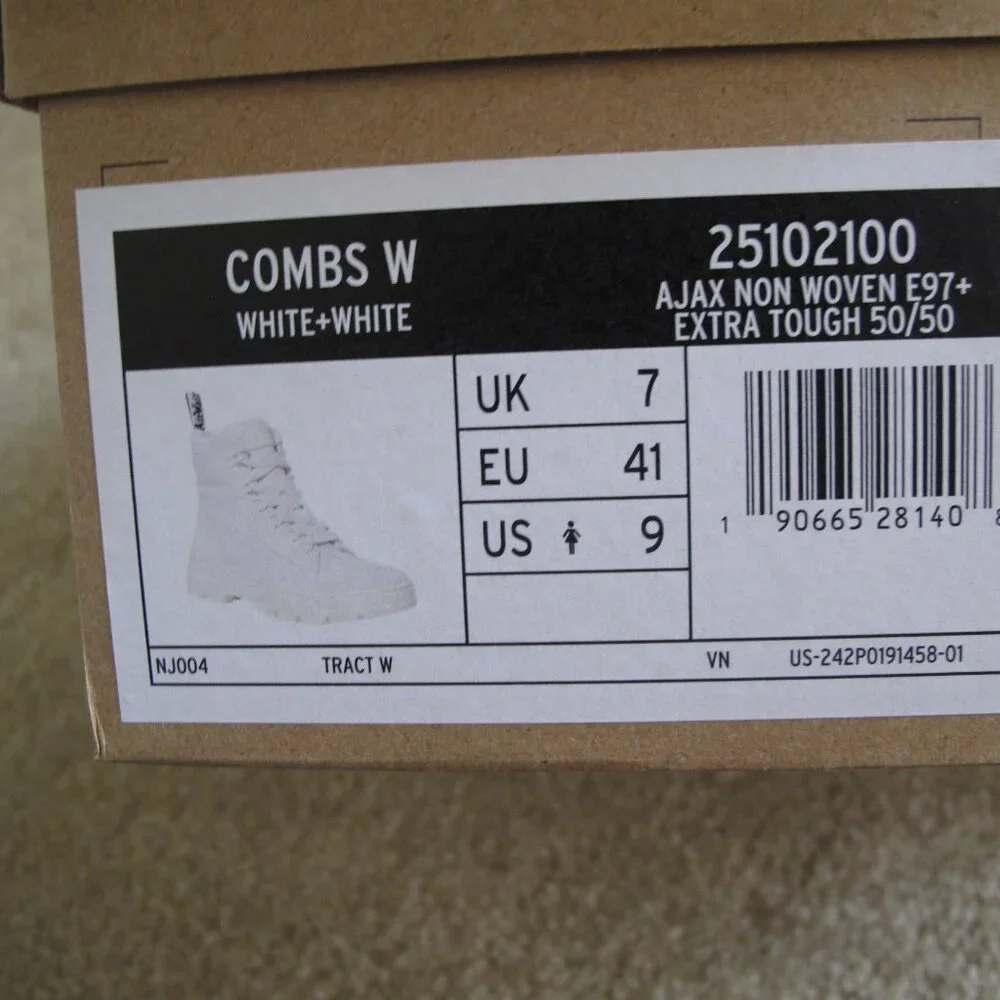 COMBS W
WHITE+WHITE
25102100
AJAX NON WOVEN E97+
EXTRA TOUGH 50/50
UK 7
EU 41
US 9
1 90665 28140
NJ004 TRACT W VN US-242P0191458-01